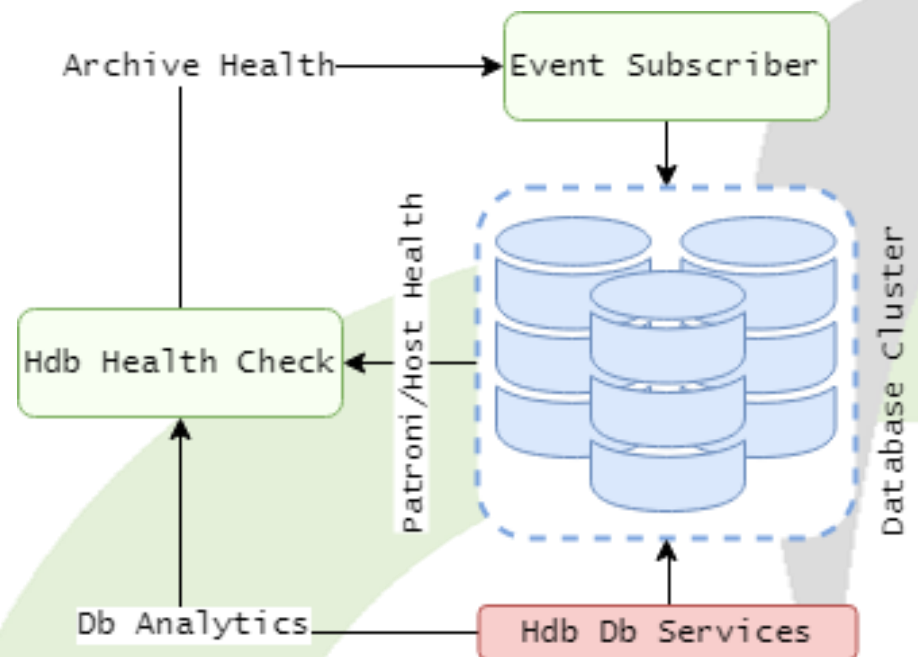 Archive Health
Event Subscriber
Patroni/Host Health
Database Cluster
Hdb Health Check
Db Analytics
Hdb Db Services